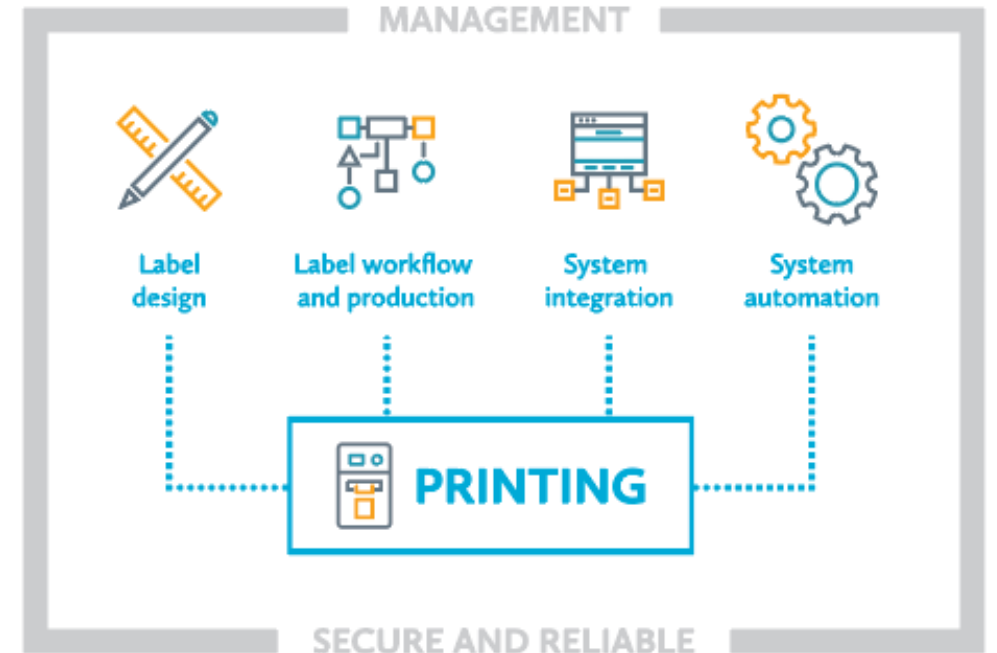 MANAGEMENT
Label
design
Label workflow
and production
System
integration
System
automation
PRINTING
SECURE AND RELIABLE